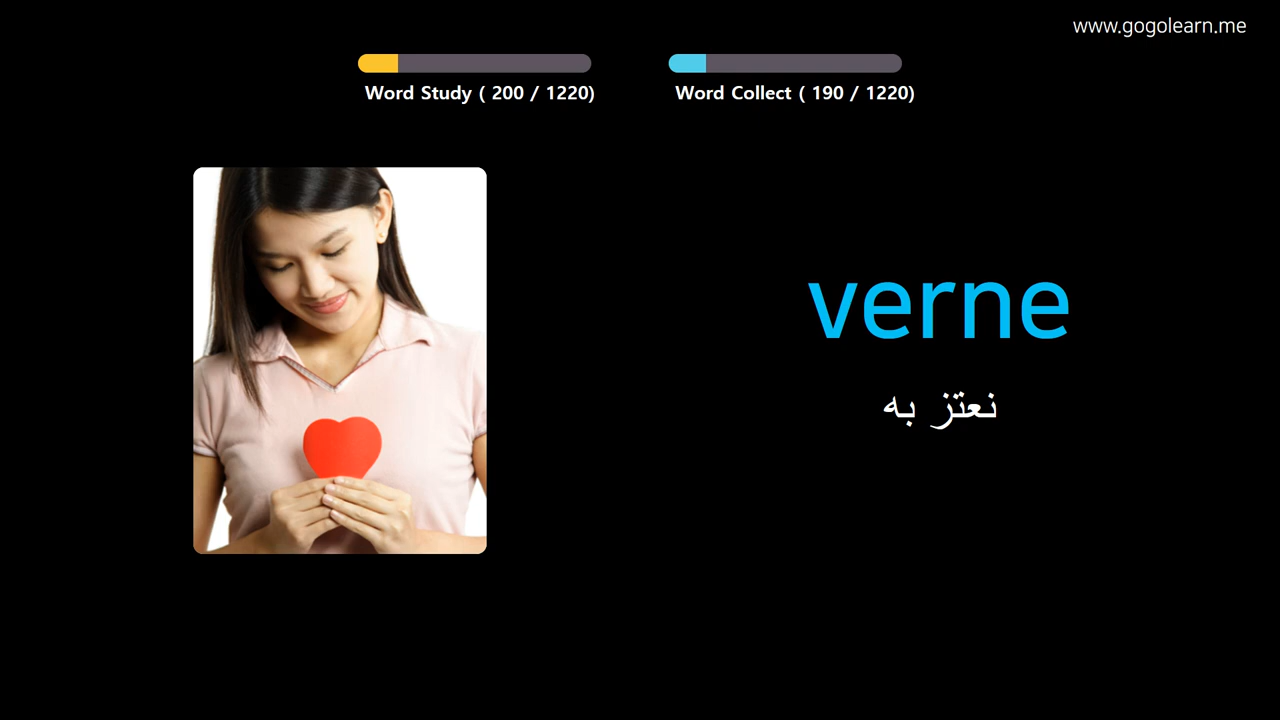 www.gogolearn.me
Word Study ( 200 / 1220)
Word Collect ( 190 / 1220)
verne
نعتز به